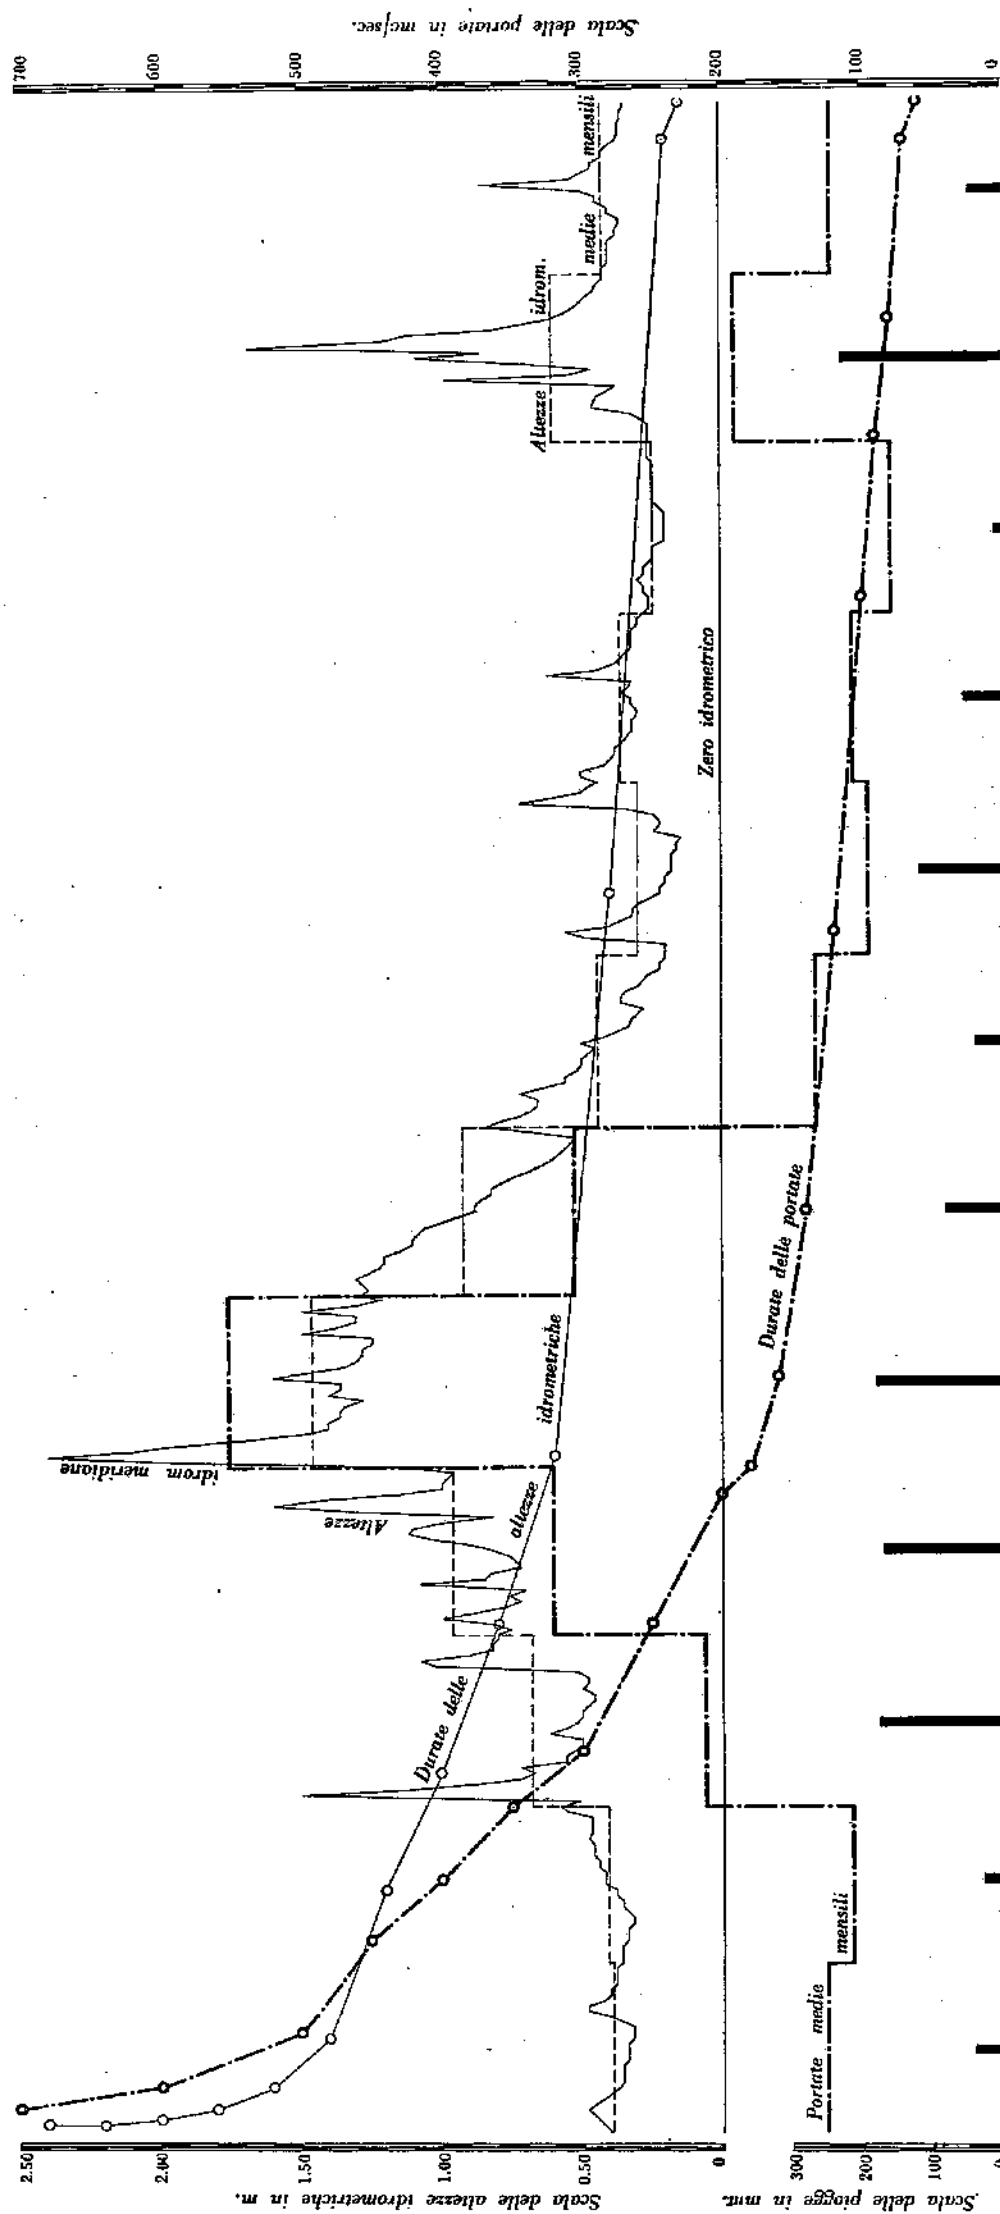 Scala delle portate in mc/sec.
700
600
500
400
300
200
100
0
Altezze
idrom.
medie
mensili
Zero idrometrico
Durate delle portate
idrom meridiane
Altezze
Durate delle
altezze
idrometriche
Portate medie
mensili
2.50
2.00
1.50
1.00
0.50
0
300
200
100
0
Scala delle altezze idrometriche in m.
Scala delle piogge in mm.